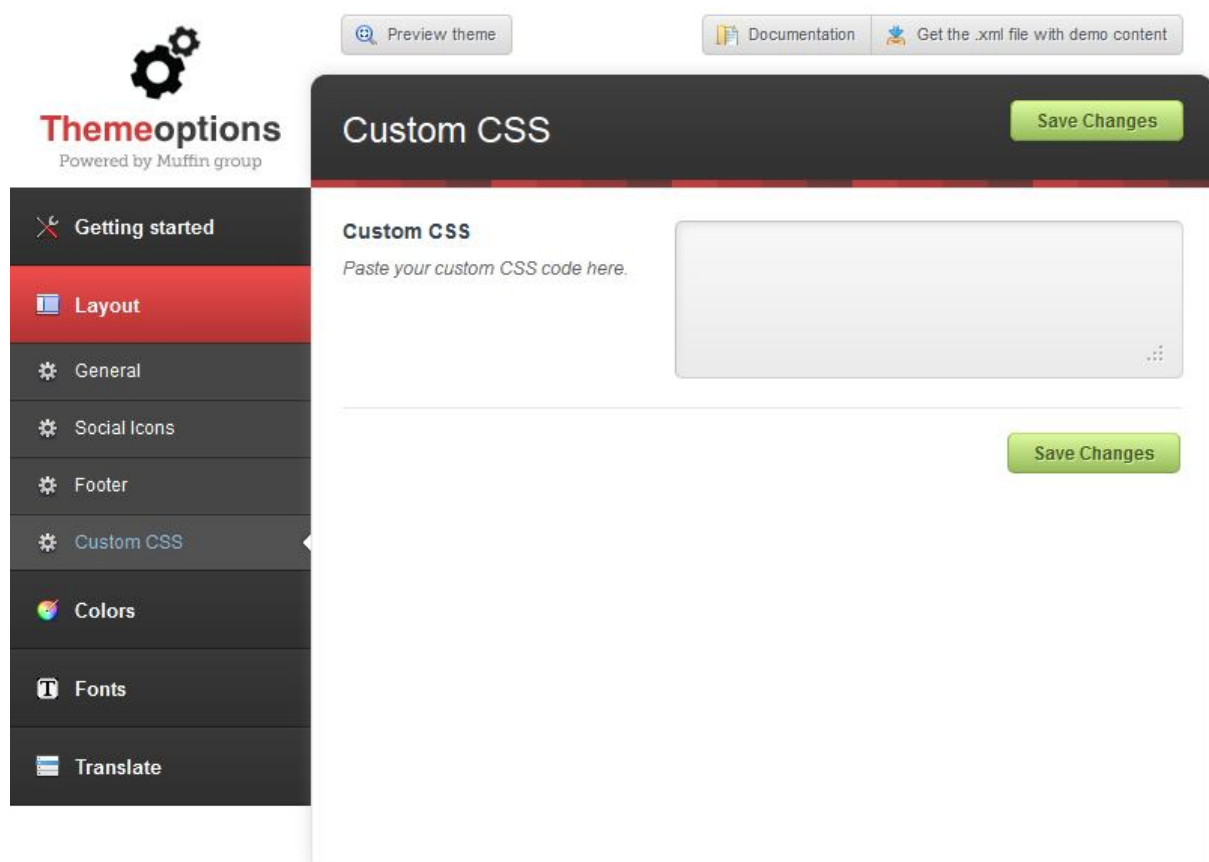 Preview theme
Documentation
Get the .xml file with demo content
Themeoptions
Powered by Muffin group
Custom CSS
Save Changes
Getting started
Layout
General
Social Icons
Footer
Custom CSS
Colors
Fonts
Translate
Custom CSS
Paste your custom CSS code here.
Save Changes